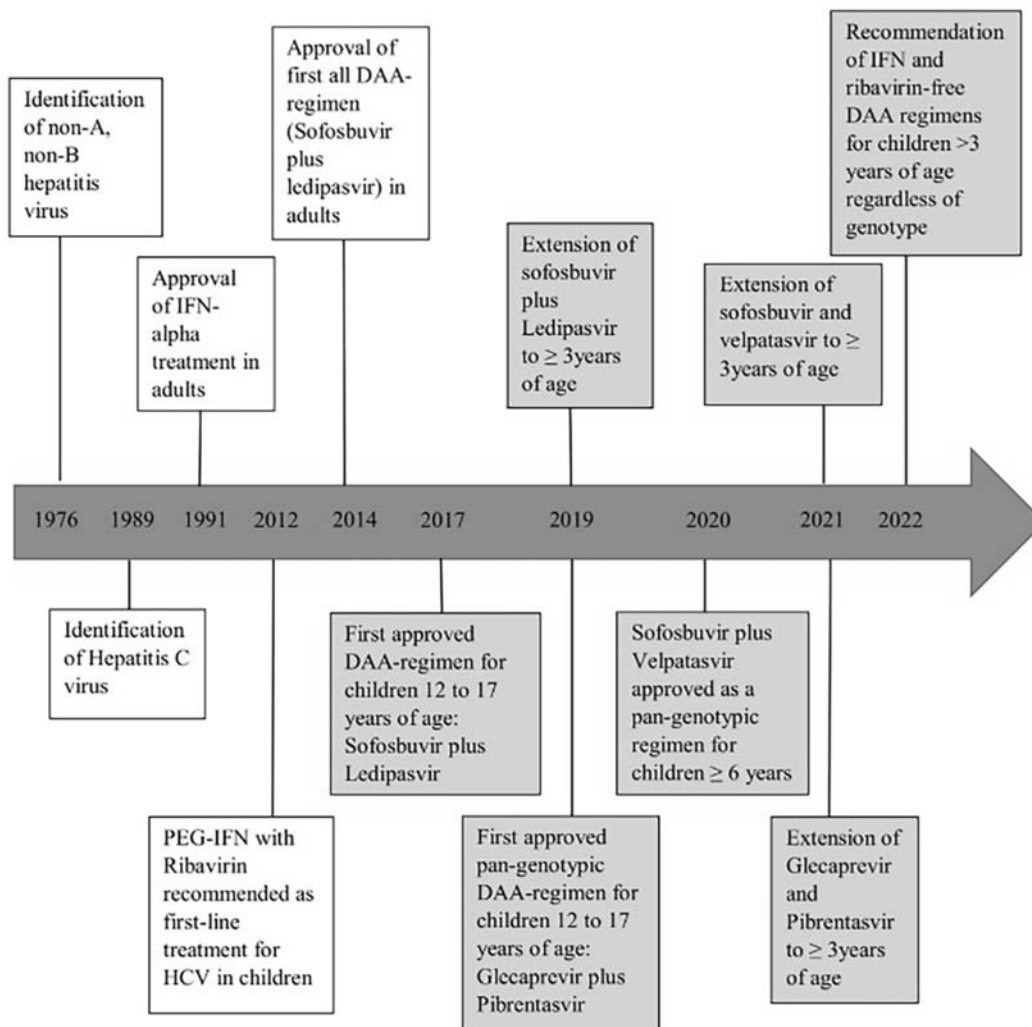 Identification
of non-A,
non-B
hepatitis
virus
Approval of
first all DAA-
regimen
(Sofosbuvir
plus
ledipasvir) in
adults
Recommendation
of IFN and
ribavirin-free
DAA regimens
for children >3
years of age
regardless of
genotype
Approval
of IFN-
alpha
treatment in
adults
Extension of
sofosbuvir
plus
Ledipasvir
to ≥ 3years
of age
Extension of
sofosbuvir and
velpatasvir to ≥
3years of age
1976 1989 1991 2012 2014 2017 2019 2020 2021 2022
Identification
of Hepatitis C
virus
First approved
DAA-regimen for
children 12 to 17
years of age:
Sofosbuvir plus
Ledipasvir
Sofosbuvir plus
Velpatasvir
approved as a
pan-genotypic
regimen for
children ≥ 6 years
PEG-IFN with
Ribavirin
recommended as
first-line
treatment for
HCV in children
First approved
pan-genotypic
DAA-regimen for
children 12 to 17
years of age:
Glecaprevir plus
Pibrentasvir
Extension of
Glecaprevir
and
Pibrentasvir
to ≥ 3years
of age